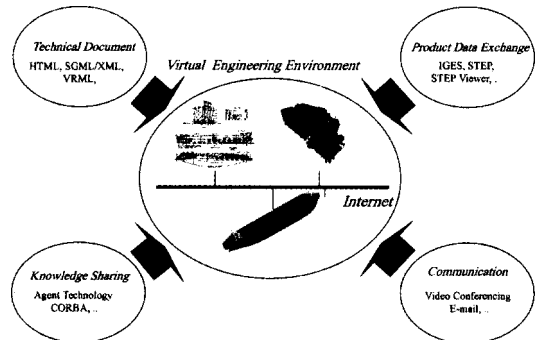 Technical Document
HTML, SGML/XML,
VRML,
Virtual Engineering Environment
Product Data Exchange
IGES, STEP,
STEP Viewer, ..
Internet
Knowledge Sharing
Agent Technology
CORBA, ..
Communication
Video Conferencing
E-mail, ..